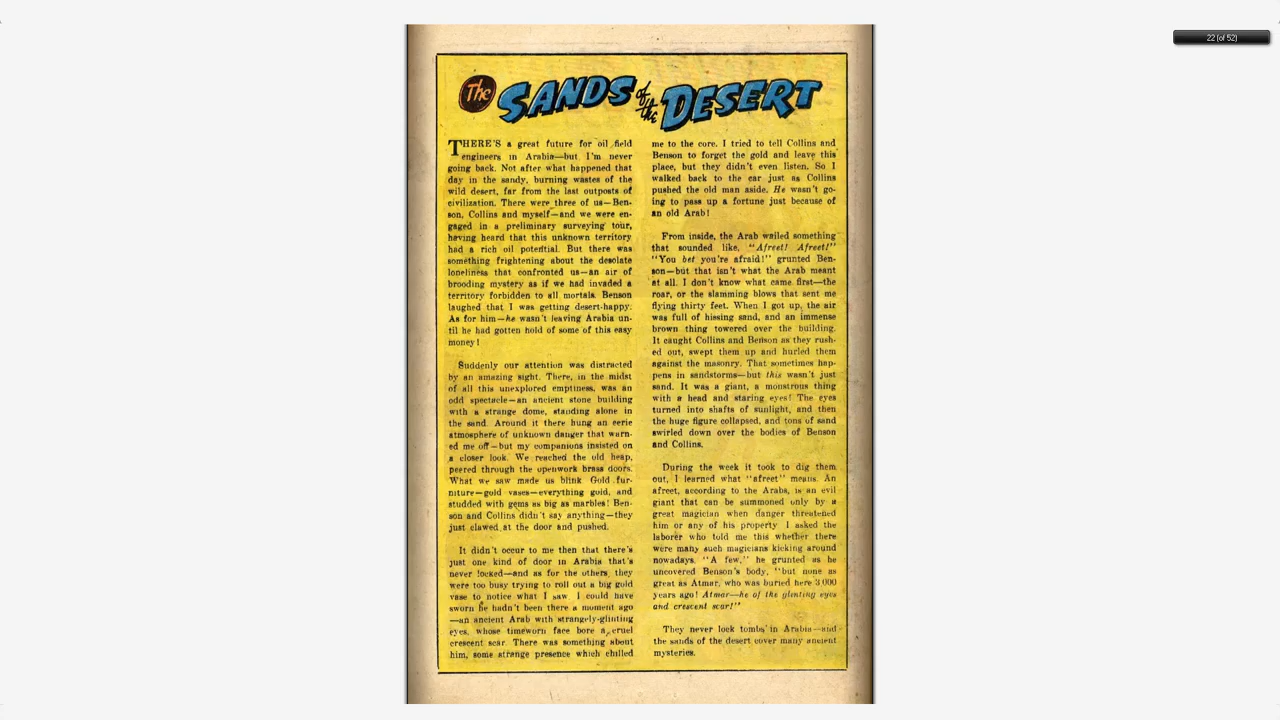 22 (of 52)
The SANDS of the DESERT
THERE'S a great future for oil field
engineers in Arabia—but I'm never
going back. Not after what happened that
day in the sandy, burning wastes of the
wild desert, far from the last outposts of
civilization. There were three of us—Ben-
son, Collins and myself—and we were en-
gaged in a preliminary surveying tour,
having heard that this unknown territory
had a rich oil potential. But there was
something frightening about the desolate
loneliness that confronted us—an air of
brooding mystery as if we had invaded a
territory forbidden to all mortals. Benson
laughed that I was getting desert-happy.
As for him—he wasn't leaving Arabia un-
til he had gotten hold of some of this easy
money!
Suddenly our attention was distracted
by an amazing sight. There, in the midst
of all this unexplored emptiness, was an
odd spectacle—an ancient stone building
with a strange dome, standing alone in
the sand. Around it there hung an eerie
atmosphere of unknown danger that warn-
ed me off—but my companions insisted on
a closer look. We reached the old heap,
peered through the openwork brass doors.
What we saw made us blink Gold fur-
niture—gold vases—everything gold, and
studded with gems as big as marbles! Ben-
son and Collins didn't say anything—they
just clawed at the door and pushed.
It didn't occur to me then that there's
just one kind of door in Arabia that's
never locked—and as for the others, they
were too busy trying to roll out a big gold
vase to notice what I saw I could have
sworn he hadn't been there a moment ago
—an ancient Arab with strangely-glinting
eyes, whose timeworn face bore a cruel
crescent scar. There was something about
him, some strange presence which chilled
me to the core. I tried to tell Collins and
Benson to forget the gold and leave this
place, but they didn't even listen. So I
walked back to the car just as Collins
pushed the old man aside. He wasn't go-
ing to pass up a fortune just because of
an old Arab!
From inside, the Arab wailed something
that sounded like, "Afreet! Afreet!"
"You bet you're afraid!" grunted Ben-
son—but that isn't what the Arab meant
at all. I don't know what came first—the
roar, or the slamming blows that sent me
flying thirty feet. When I got up, the air
was full of hissing sand, and an immense
brown thing towered over the building.
It caught Collins and Benson as they rush-
ed out, swept them up and hurled them
against the masonry. That sometimes hap-
pens in sandstorms—but this wasn't just
sand. It was a giant, a monstrous thing
with a head and staring eyes! The eyes
turned into shafts of sunlight, and then
the huge figure collapsed, and tons of sand
swirled down over the bodies of Benson
and Collins.
During the week it took to dig them
out, I learned what "afreet" means. An
afreet, according to the Arabs, is an evil
giant that can be summoned only by a
great magician when danger threatened
him or any of his property I asked the
laborer who told me this whether there
were many such magicians kicking around
nowadays. "A few," he grunted as he
uncovered Benson's body, "but none as
great as Atmar, who was buried here 3 000
years ago! Atmar—he of the glinting eyes
and crescent scar!"
They never lock tombs in Arabia—and
the sands of the desert cover many ancient
mysteries.